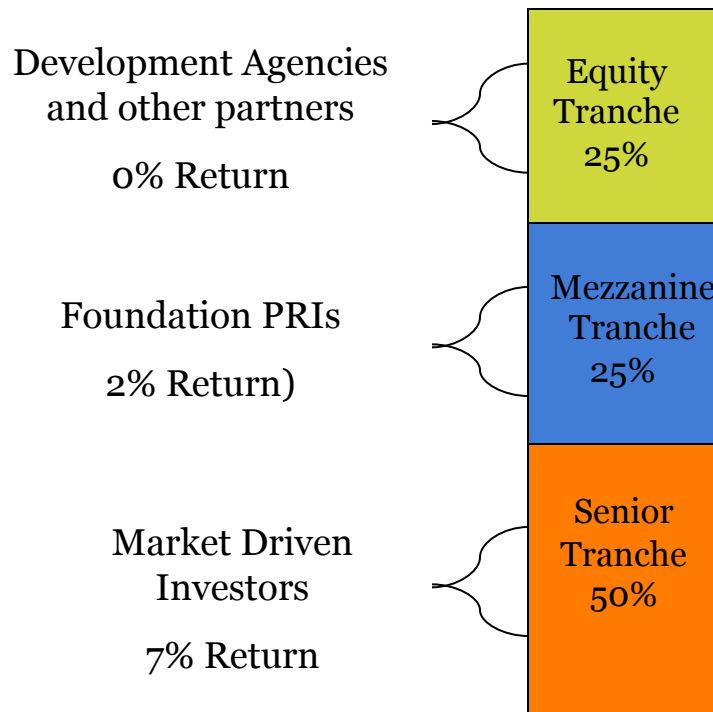 Development Agencies
and other partners
0% Return
Equity
Tranche
25%
Foundation PRIs
2% Return)
Mezzanine
Tranche
25%
Market Driven
Investors
7% Return
Senior
Tranche
50%